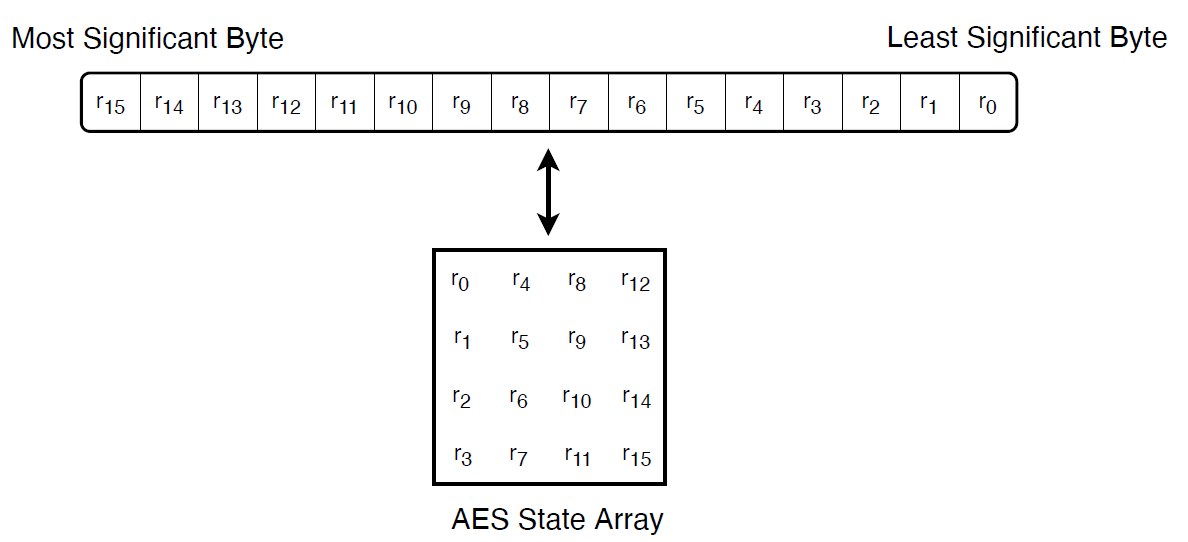 Most Significant Byte Least Significant Byte
r15 r14 r13 r12 r11 r10 r9 r8 r7 r6 r5 r4 r3 r2 r1 r0
r0 r4 r8 r12
r1 r5 r9 r13
r2 r6 r10 r14
r3 r7 r11 r15
AES State Array